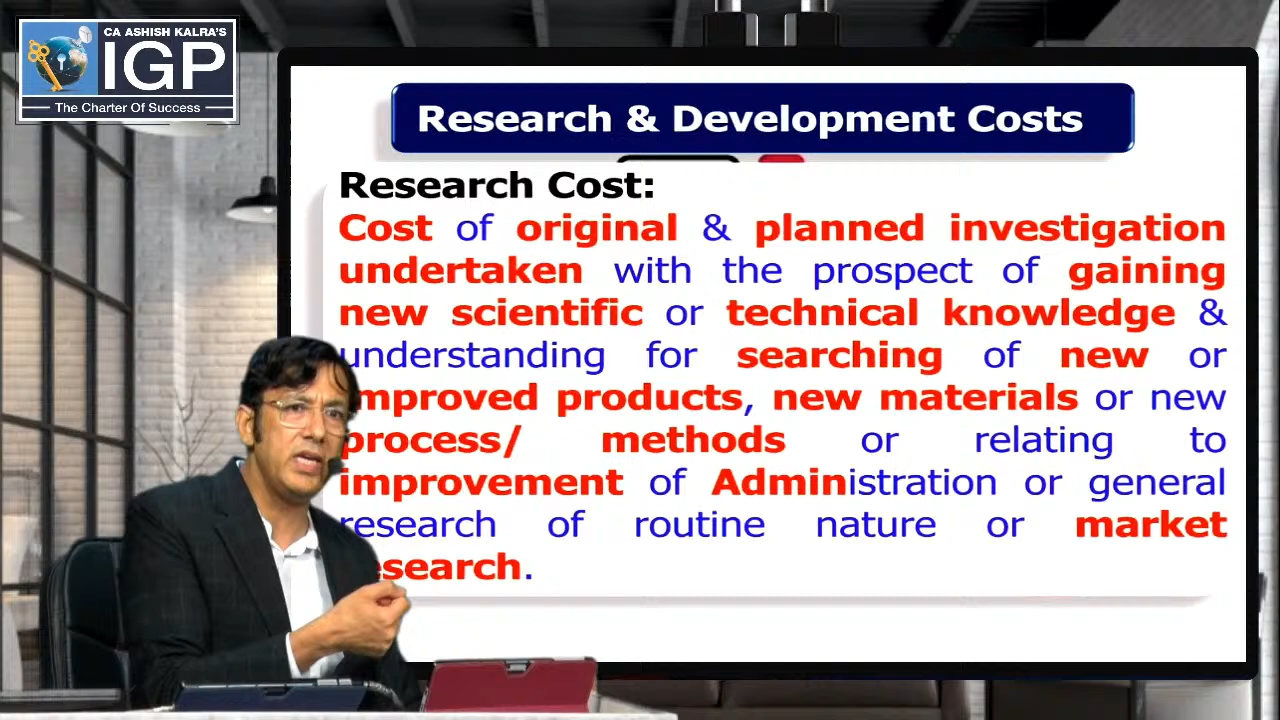 CA ASHISH KALRA'S
IGP
The Charter Of Success
Research & Development Costs
Research Cost:
Cost of original & planned investigation
undertaken with the prospect of gaining
new scientific or technical knowledge &
understanding for searching of new or
improved products, new materials or new
process/ methods or relating to
improvement of Administration or general
research of routine nature or market
research.